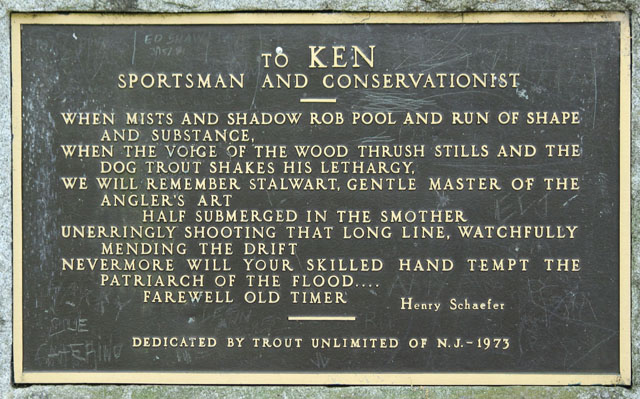 TO KEN
SPORTSMAN AND CONSERVATIONIST
WHEN MISTS AND SHADOW ROB POOL AND RUN OF SHAPE
AND SUBSTANCE,
WHEN THE VOICE OF THE WOOD THRUSH STILLS AND THE
DOG TROUT SHAKES HIS LETHARGY,
WE WILL REMEMBER STALWART, GENTLE MASTER OF THE
ANGLER'S ART
HALF SUBMERGED IN THE SMOTHER
UNERRINGLY SHOOTING THAT LONG LINE, WATCHFULLY
MENDING THE DRIFT
NEVERMORE WILL YOUR SKILLED HAND TEMPT THE
PATRIARCH OF THE FLOOD....
FAREWELL OLD TIMER
Henry Schaefer
DEDICATED BY TROUT UNLIMITED OF N.J.-1973